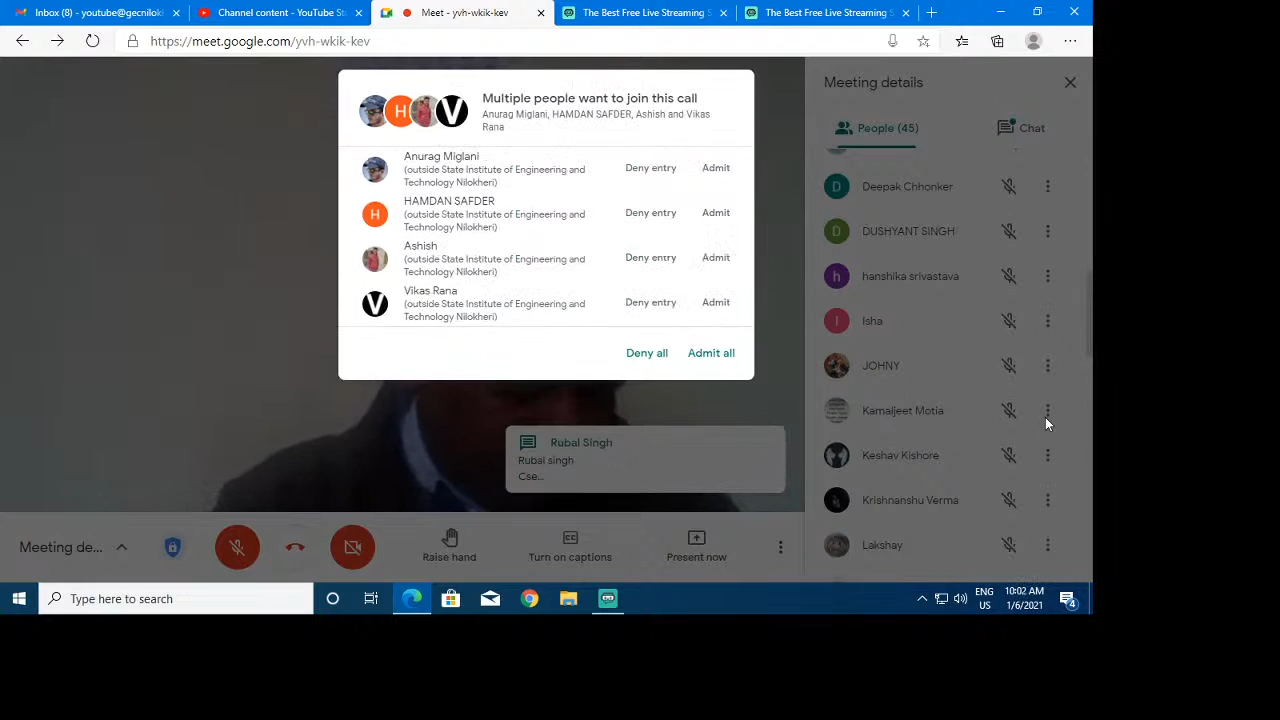 Inbox (8) - youtube@gecnilok
Channel content - YouTube St
Meet - yvh-wkik-kev
The Best Free Live Streaming S
The Best Free Live Streaming S
https://meet.google.com/yvh-wkik-kev
Multiple people want to join this call
Anurag Miglani, HAMDAN SAFDER, Ashish and Vikas
Rana
Anurag Miglani
(outside State Institute of Engineering and
Technology Nilokheri)
Deny entry Admit
H
HAMDAN SAFDER
(outside State Institute of Engineering and
Technology Nilokheri)
Deny entry Admit
Ashish
(outside State Institute of Engineering and
Technology Nilokheri)
Deny entry Admit
V
Vikas Rana
(outside State Institute of Engineering and
Technology Nilokheri)
Deny entry Admit
Deny all Admit all
Rubal Singh
Rubal singh
Cse...
Meeting details
People (45) Chat
D Deepak Chhonker
D DUSHYANT SINGH
h hanshika srivastava
I Isha
JOHNY
Kamaljeet Motia
Keshav Kishore
Krishnanshu Verma
Lakshay
Meeting de...
Raise hand
Turn on captions
Present now
Type here to search
ENG
US
10:02 AM
1/6/2021
4